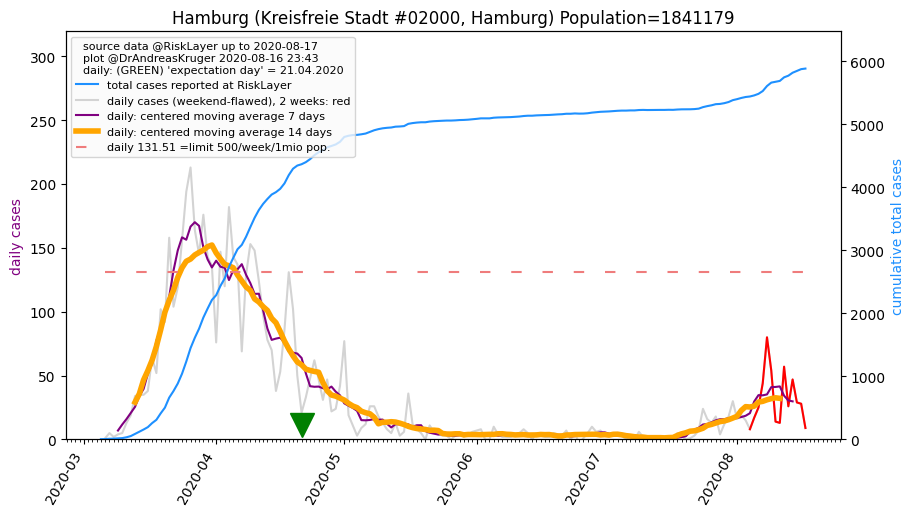 Hamburg (Kreisfreie Stadt #02000, Hamburg) Population=1841179
source data @RiskLayer up to 2020-08-17
plot @DrAndreasKruger 2020-08-16 23:43
daily: (GREEN) 'expectation day' = 21.04.2020
total cases reported at RiskLayer
daily cases (weekend-flawed), 2 weeks: red
daily: centered moving average 7 days
daily: centered moving average 14 days
daily 131.51 =limit 500/week/1mio pop.
daily cases
300
250
200
150
100
50
0
cumulative total cases
6000
5000
4000
3000
2000
1000
0
2020-03
2020-04
2020-05
2020-06
2020-07
2020-08